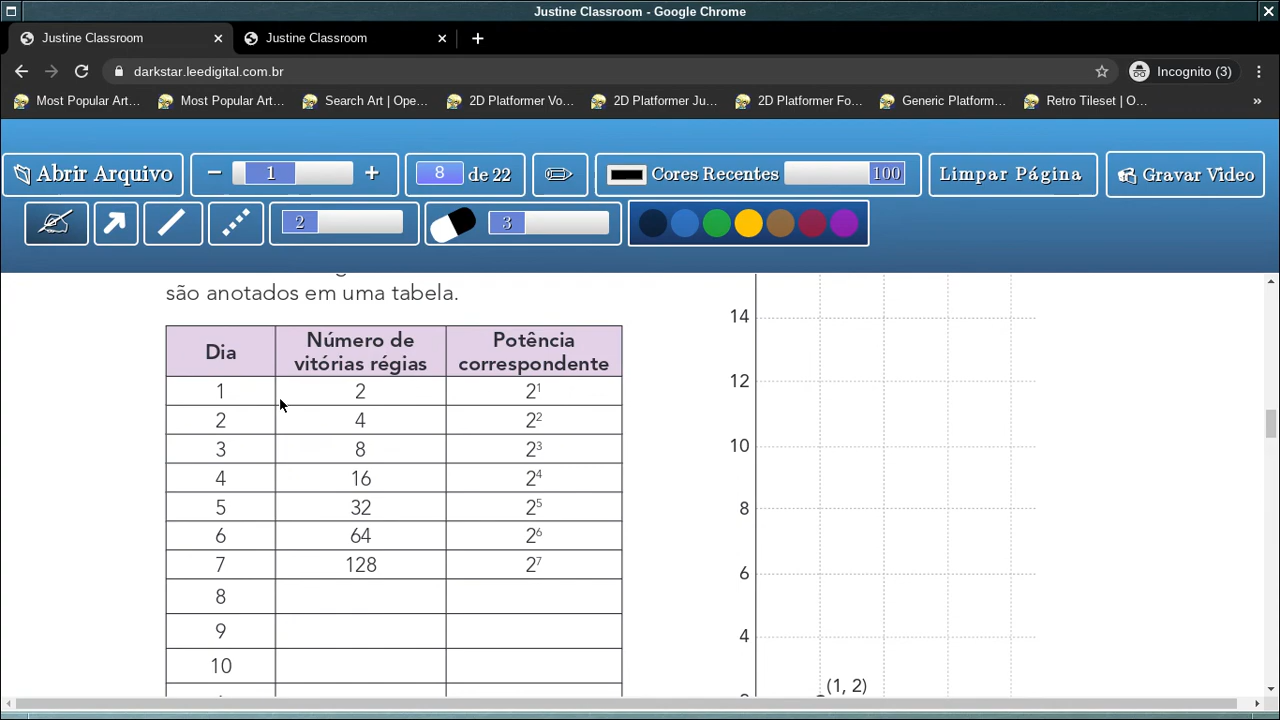 Justine Classroom - Google Chrome
Justine Classroom
Justine Classroom
darkstar.leedigital.com.br
Incognito (3)
Most Popular Art...
Most Popular Art...
Search Art | Ope...
2D Platformer Vo...
2D Platformer Ju...
2D Platformer Fo...
Generic Platform...
Retro Tileset | O...
»
Abrir Arquivo
− 1 +
8 de 22
Cores Recentes 100
Limpar Página
Gravar Video
2
3
são anotados em uma tabela.
Dia Número de vitórias régias Potência correspondente
1 2 2¹
2 4 2²
3 8 2³
4 16 2⁴
5 32 2⁵
6 64 2⁶
7 128 2⁷
8
9
10
14
12
10
8
6
4
(1, 2)